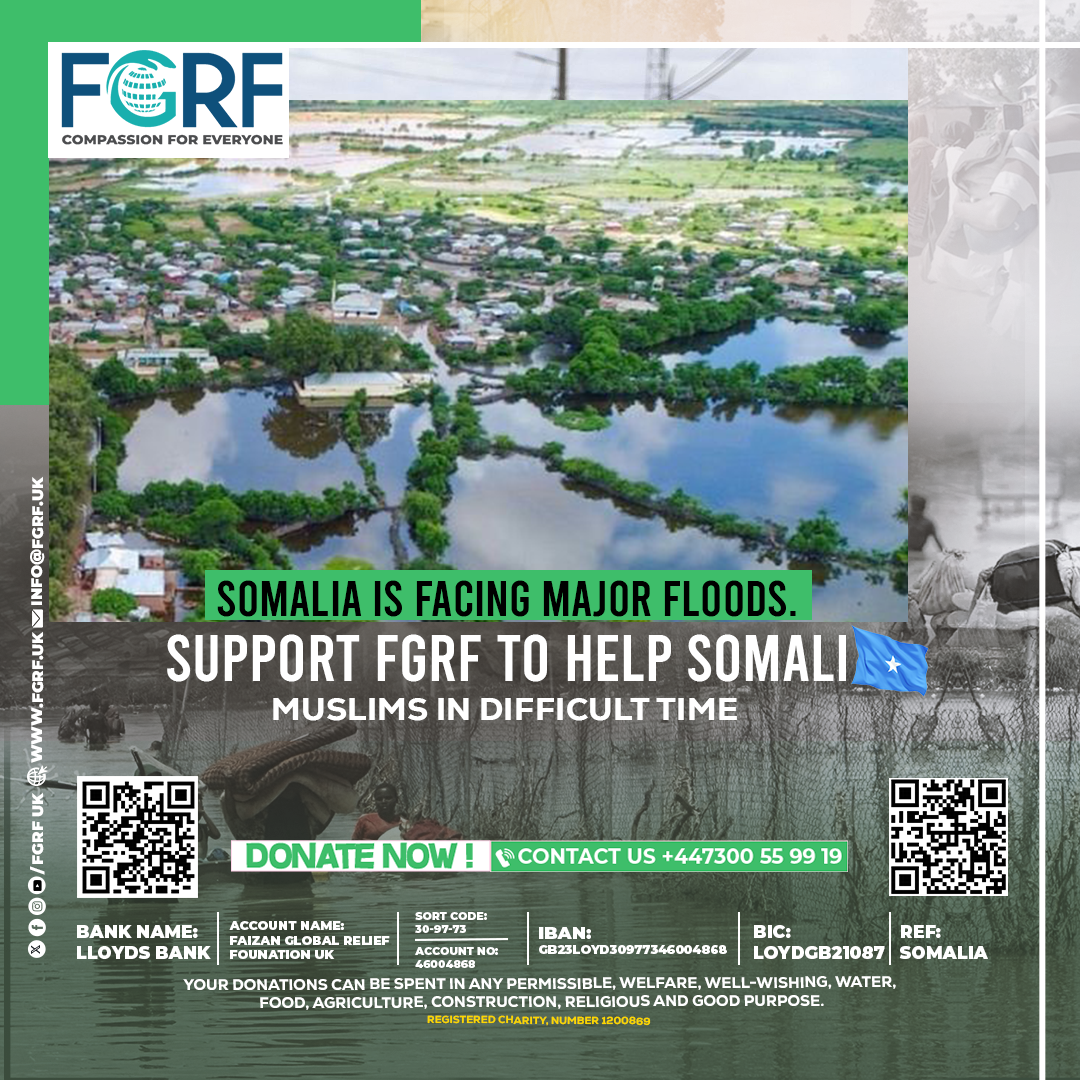 FGRF
COMPASSION FOR EVERYONE
SOMALIA IS FACING MAJOR FLOODS.
SUPPORT FGRF TO HELP SOMALI
MUSLIMS IN DIFFICULT TIME
/ FGRF UK WWW.FGRF.UK INFO@FGRF.UK
DONATE NOW !
CONTACT US +447300 55 99 19
BANK NAME:
LLOYDS BANK
ACCOUNT NAME:
FAIZAN GLOBAL RELIEF
FOUNATION UK
SORT CODE:
30-97-73
ACCOUNT NO:
46004868
IBAN:
GB23LOYD30977346004868
BIC:
LOYDGB21087
REF:
SOMALIA
YOUR DONATIONS CAN BE SPENT IN ANY PERMISSIBLE, WELFARE, WELL-WISHING, WATER,
FOOD, AGRICULTURE, CONSTRUCTION, RELIGIOUS AND GOOD PURPOSE.
REGISTERED CHARITY, NUMBER 1200869